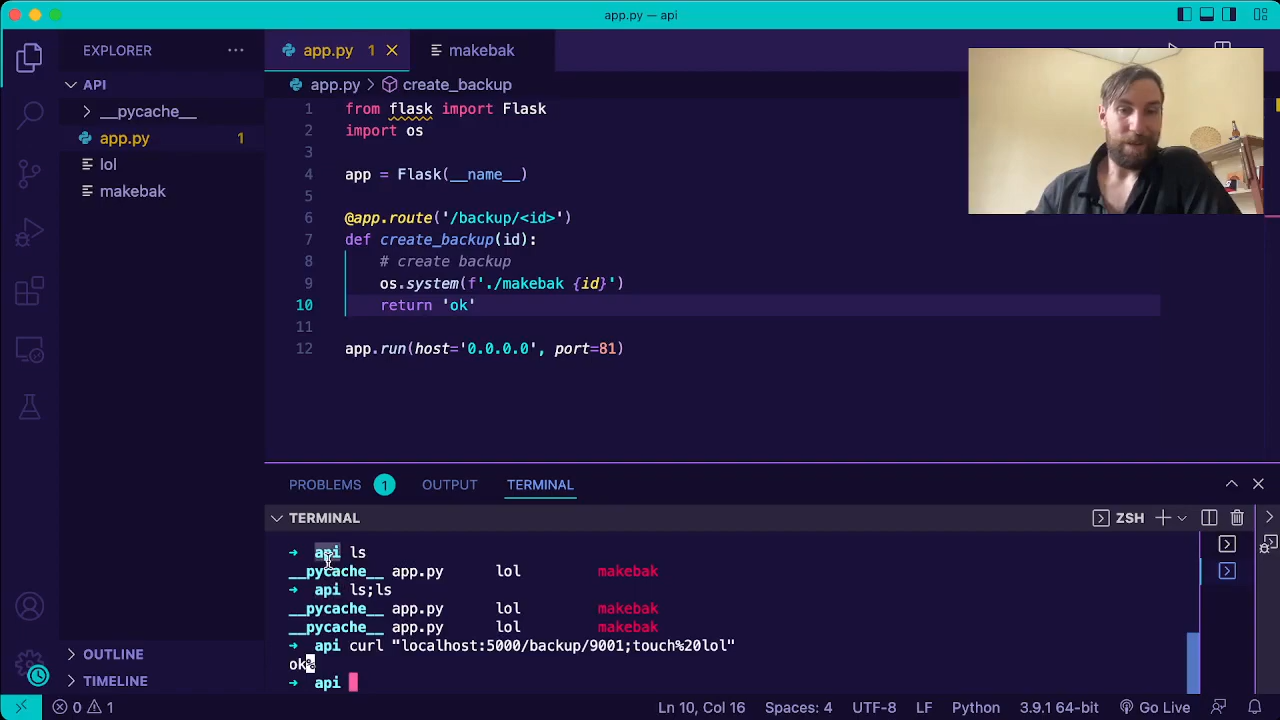 app.py — api
EXPLORER
app.py 1
makebak
API
app.py > create_backup
__pycache__
app.py 1
lol
makebak
1 from flask import Flask
2 import os
3
4 app = Flask(__name__)
5
6 @app.route('/backup/<id>')
7 def create_backup(id):
8 # create backup
9 os.system(f'./makebak {id}')
10 return 'ok'
11
12 app.run(host='0.0.0.0', port=81)
PROBLEMS 1 OUTPUT TERMINAL
TERMINAL
ZSH
→ api ls
__pycache__ app.py lol makebak
→ api ls;ls
__pycache__ app.py lol makebak
__pycache__ app.py lol makebak
→ api curl "localhost:5000/backup/9001;touch%20lol"
ok%
→ api
OUTLINE
TIMELINE
0 1 Ln 10, Col 16 Spaces: 4 UTF-8 LF Python 3.9.1 64-bit Go Live